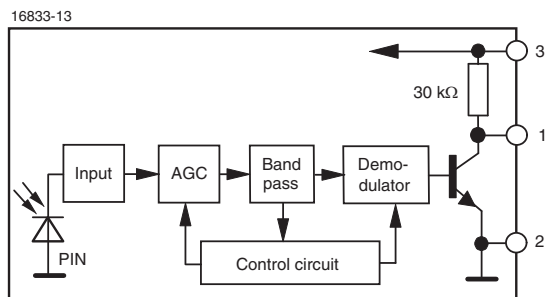 16833-13
3
30 kΩ
1
Input
AGC
Band
pass
Demo-
dulator
PIN
Control circuit
2